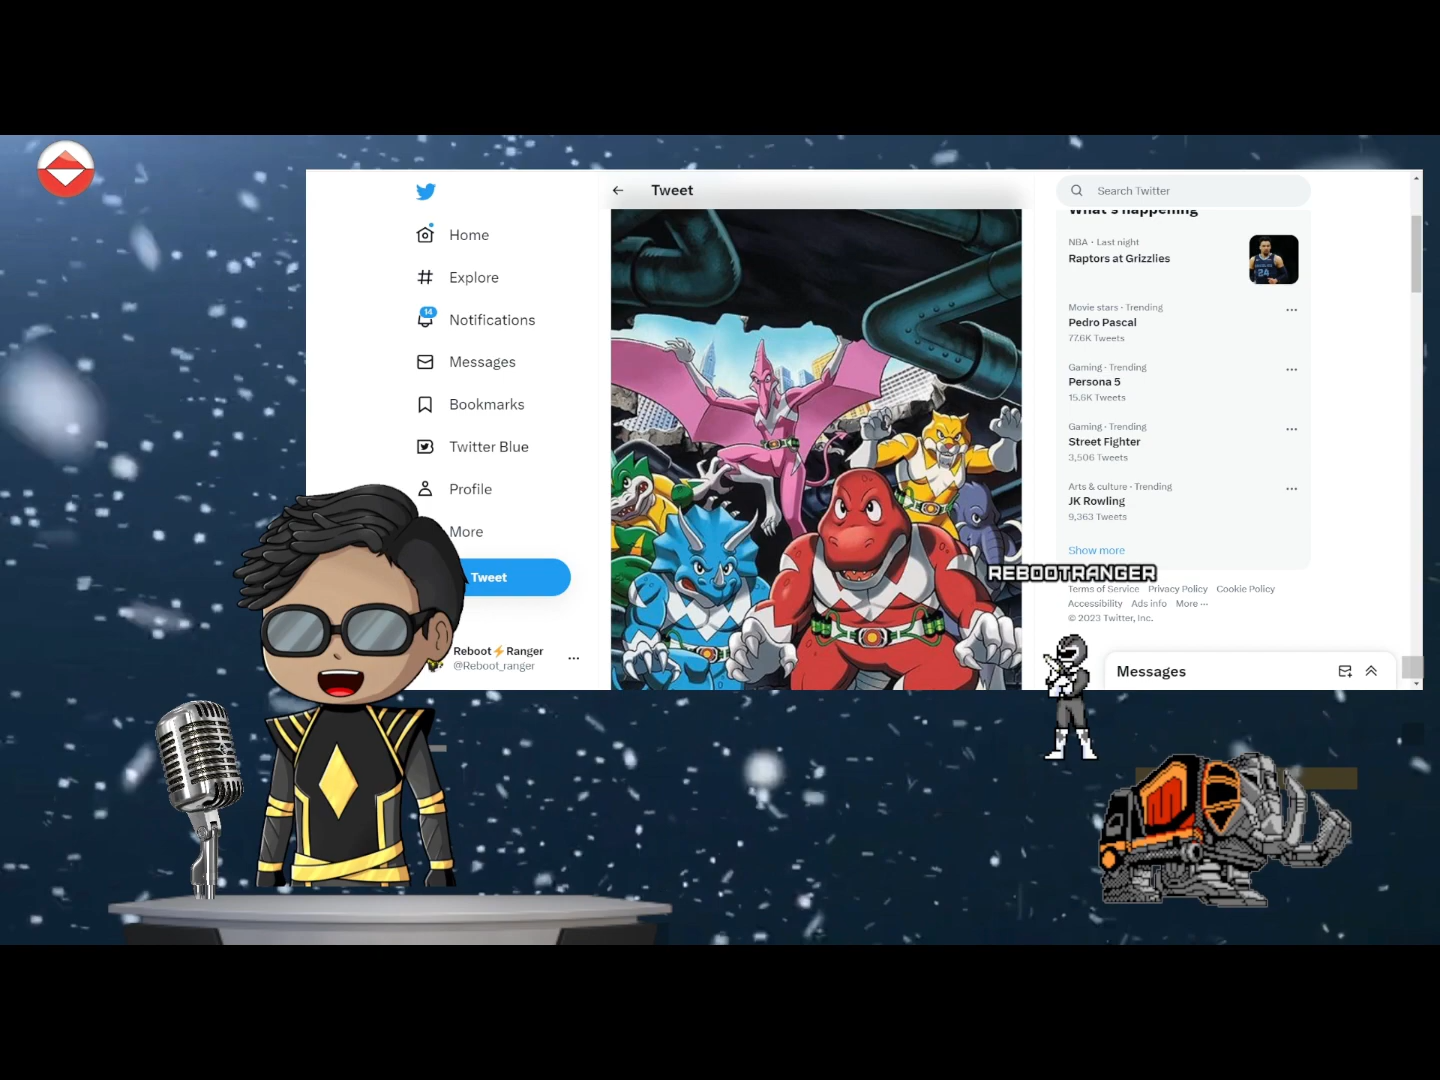 Tweet
Search Twitter
What's happening
Home
NBA · Last night
Raptors at Grizzlies
24
Explore
14
Notifications
Movie stars · Trending
Pedro Pascal
77.6K Tweets
Messages
Gaming · Trending
Persona 5
15.6K Tweets
Bookmarks
Gaming · Trending
Street Fighter
3,506 Tweets
Twitter Blue
Profile
Arts & culture · Trending
JK Rowling
9,363 Tweets
More
Show more
Tweet
REBOOTRANGER
Terms of Service Privacy Policy Cookie Policy
Accessibility Ads info More ···
© 2023 Twitter, Inc.
Reboot⚡Ranger
@Reboot_ranger
Messages